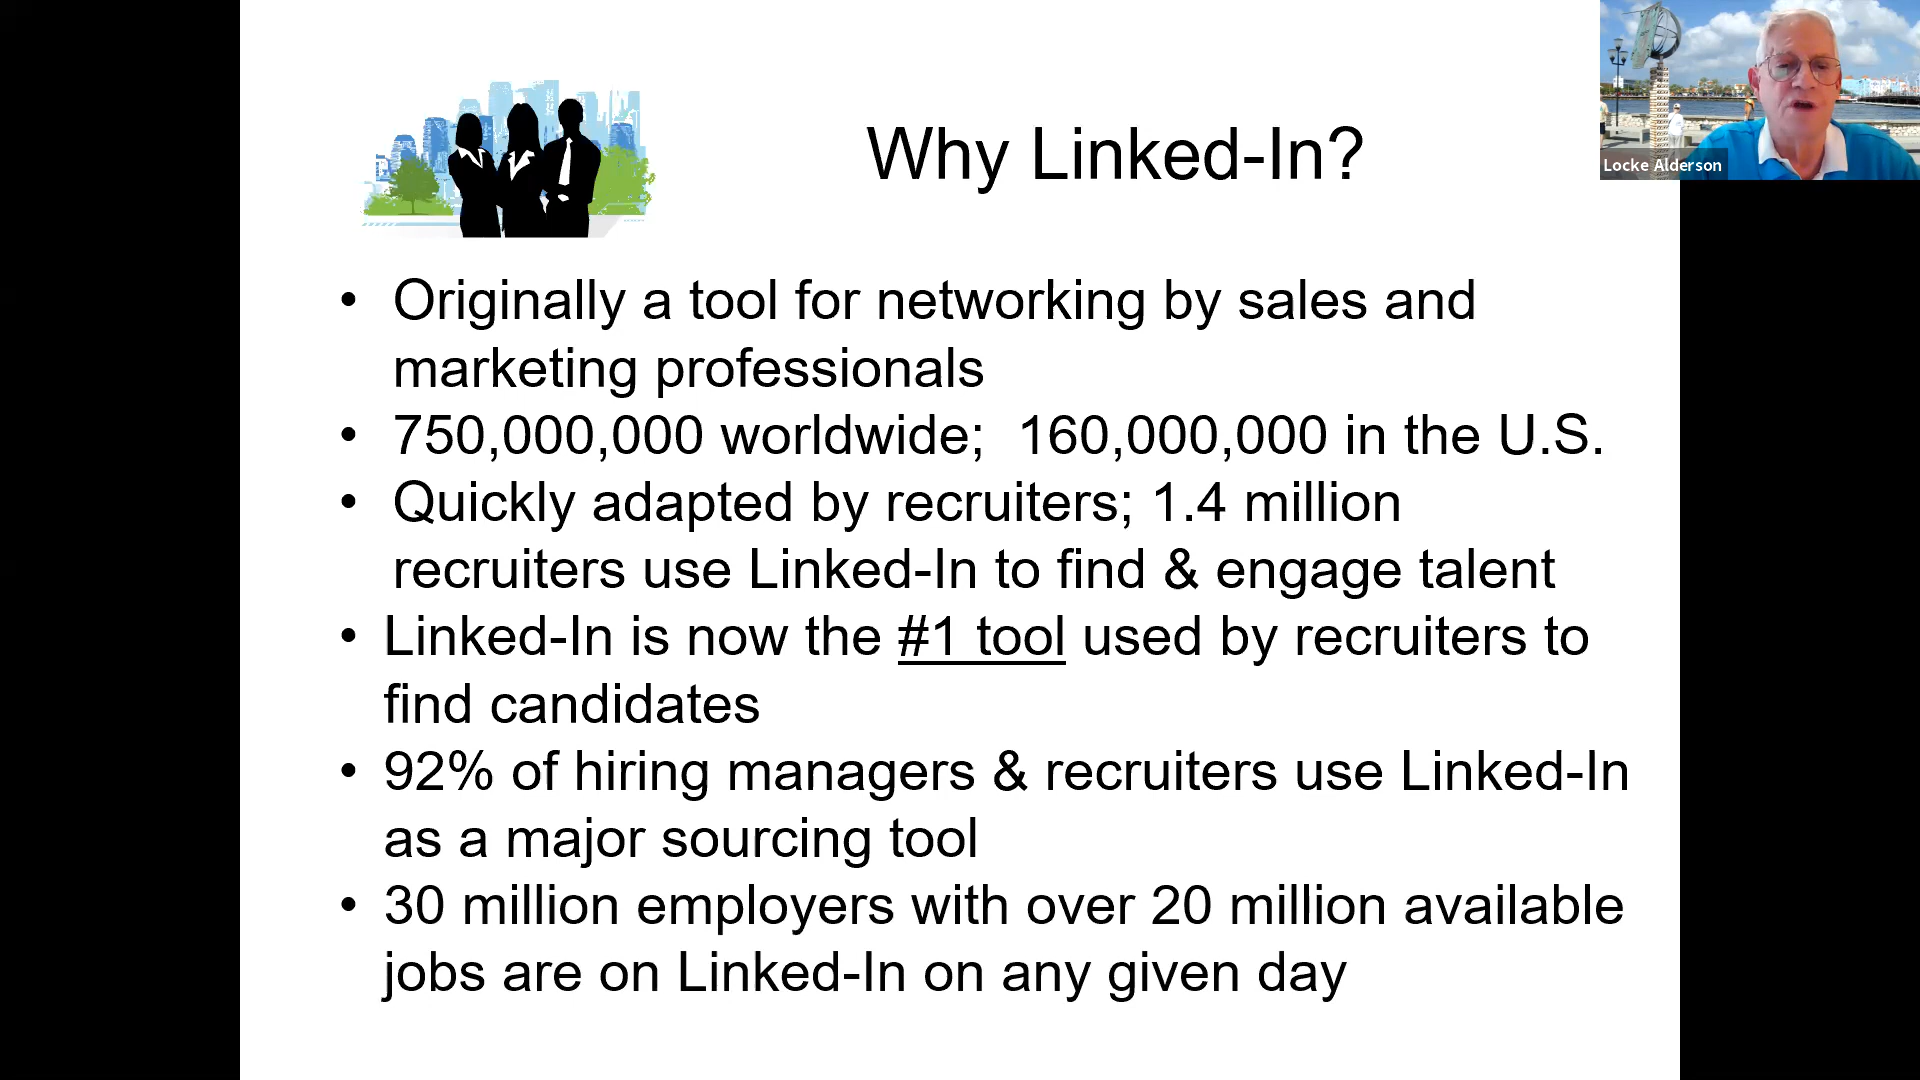 Why Linked-In?
Locke Alderson
• Originally a tool for networking by sales and
marketing professionals
• 750,000,000 worldwide;  160,000,000 in the U.S.
• Quickly adapted by recruiters; 1.4 million
recruiters use Linked-In to find & engage talent
• Linked-In is now the #1 tool used by recruiters to
find candidates
• 92% of hiring managers & recruiters use Linked-In
as a major sourcing tool
• 30 million employers with over 20 million available
jobs are on Linked-In on any given day